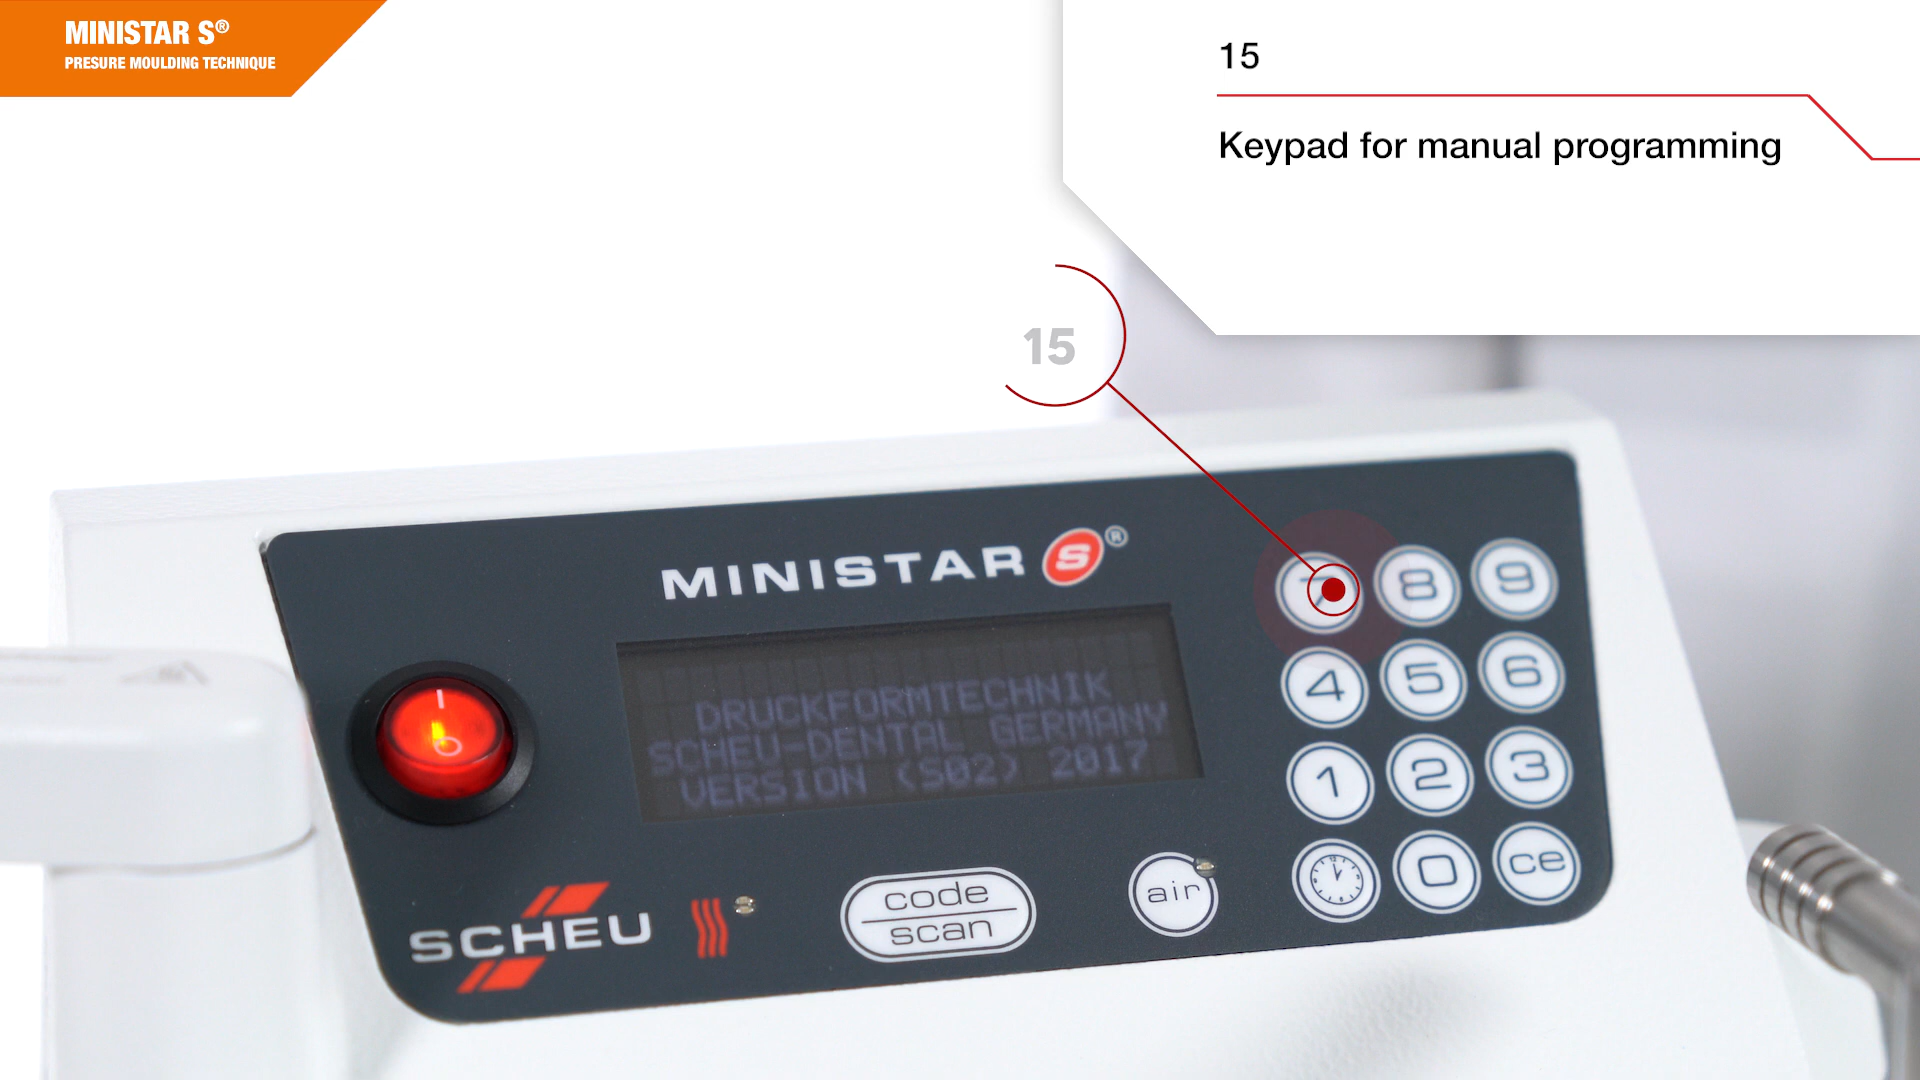 MINISTAR S®
PRESURE MOULDING TECHNIQUE
15
Keypad for manual programming
15
MINISTAR S®
DRUCKFORMTECHNIK
SCHEU-DENTAL GERMANY
VERSION (S02) 2017
7 8 9
4 5 6
1 2 3
0 ce
SCHEU
code
scan
air